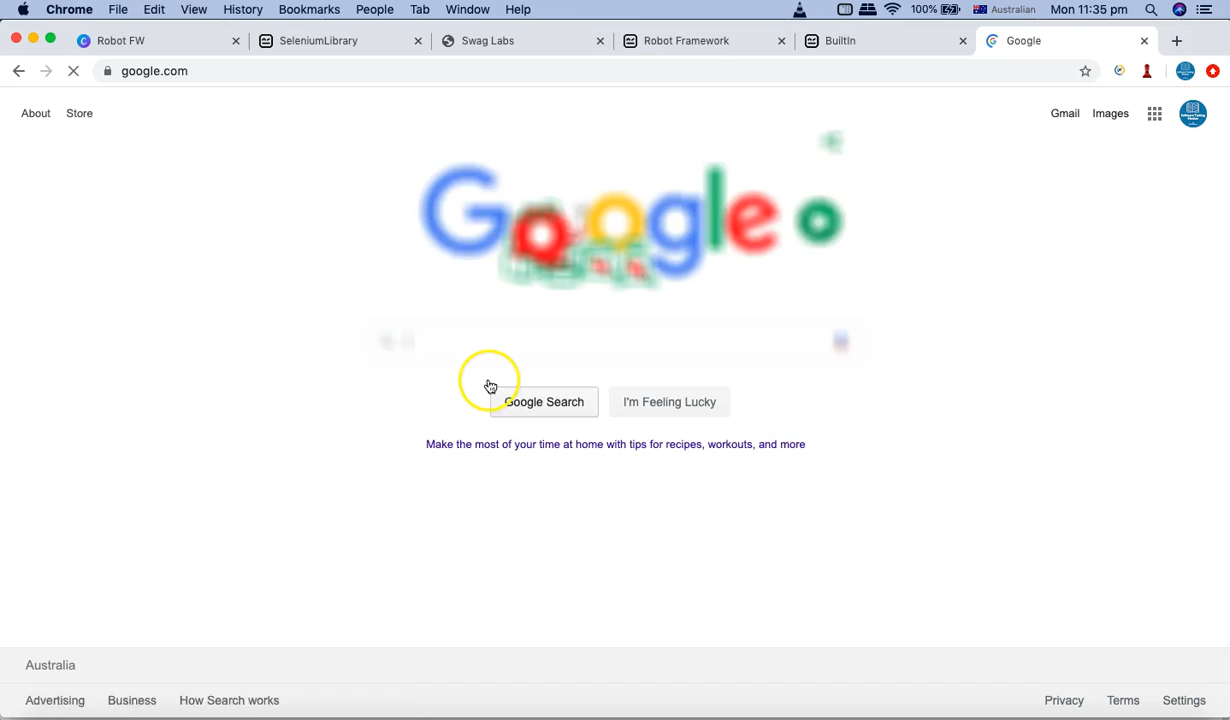 Chrome File Edit View History Bookmarks People Tab Window Help 100% Australian Mon 11:35 pm
Robot FW SeleniumLibrary Swag Labs Robot Framework BuiltIn Google
google.com
About Store Gmail Images
Google
Google Search I'm Feeling Lucky
Make the most of your time at home with tips for recipes, workouts, and more
Australia
Advertising Business How Search works Privacy Terms Settings